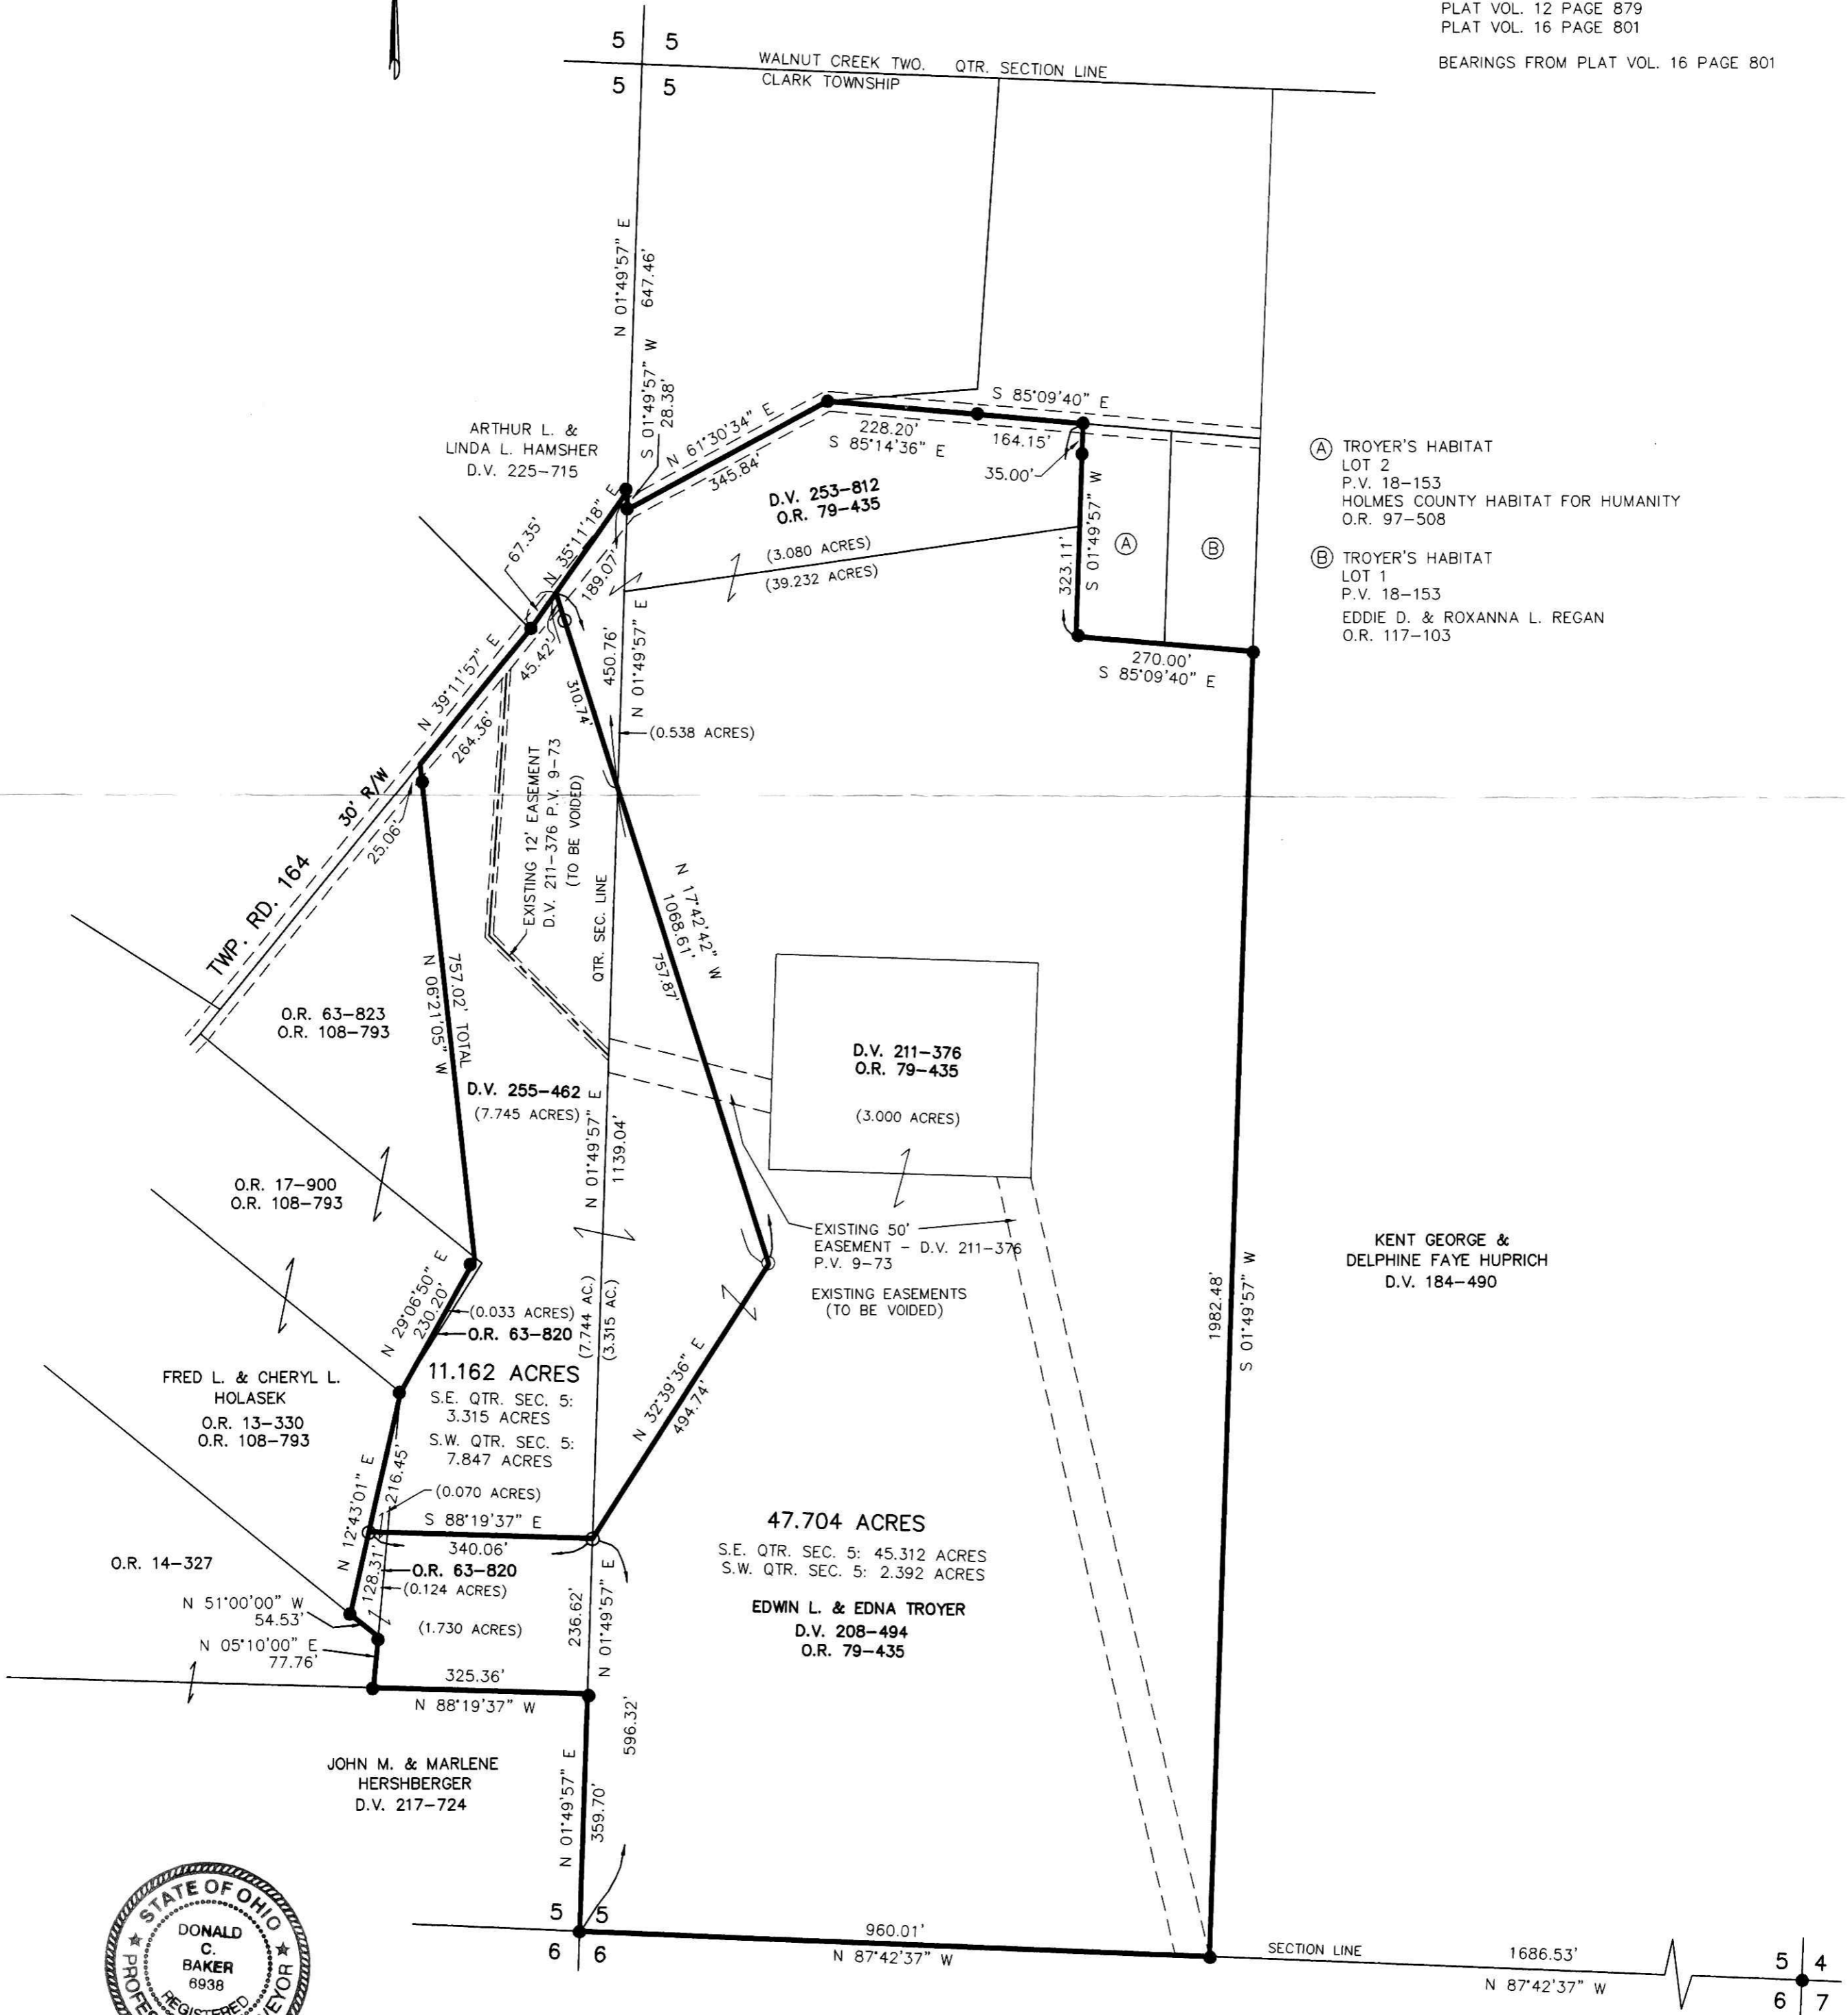 PLAT VOL. 12 PAGE 879
PLAT VOL. 16 PAGE 801
BEARINGS FROM PLAT VOL. 16 PAGE 801
5 5
WALNUT CREEK TWO. QTR. SECTION LINE
CLARK TOWNSHIP
5 5
N 01°49'57" E
647.46'
S 01°49'57" W
28.38'
ARTHUR L. &
LINDA L. HAMSHER
D.V. 225-715
N 61°30'34" E
345.84'
S 85°09'40" E
228.20'
S 85°14'36" E
164.15'
35.00'
D.V. 253-812
O.R. 79-435
(3.080 ACRES)
(39.232 ACRES)
323.11'
S 01°49'57" W
A
B
270.00'
S 85°09'40" E
A TROYER'S HABITAT
LOT 2
P.V. 18-153
HOLMES COUNTY HABITAT FOR HUMANITY
O.R. 97-508
B TROYER'S HABITAT
LOT 1
P.V. 18-153
EDDIE D. & ROXANNA L. REGAN
O.R. 117-103
67.35'
N 35°11'18" E
189.07'
N 39°11'57" E
264.36'
45.42'
310.74'
450.76'
N 01°49'57" E
(0.538 ACRES)
TWP. RD. 164
30' R/W
25.06'
EXISTING 12' EASEMENT
D.V. 211-376 P.V. 9-73
(TO BE VOIDED)
QTR. SEC. LINE
N 17°42'42" W
1068.61'
757.87'
757.02' TOTAL
N 06°21'05" W
O.R. 63-823
O.R. 108-793
D.V. 255-462
(7.745 ACRES)
N 01°49'57" E
1139.04'
D.V. 211-376
O.R. 79-435
(3.000 ACRES)
O.R. 17-900
O.R. 108-793
EXISTING 50'
EASEMENT - D.V. 211-376
P.V. 9-73
EXISTING EASEMENTS
(TO BE VOIDED)
KENT GEORGE &
DELPHINE FAYE HUPRICH
D.V. 184-490
1982.48'
S 01°49'57" W
N 29°06'50" E
230.20'
(0.033 ACRES)
O.R. 63-820
(7.744 AC.)
(3.315 AC.)
N 32°39'36" E
494.74'
FRED L. & CHERYL L.
HOLASEK
O.R. 13-330
O.R. 108-793
11.162 ACRES
S.E. QTR. SEC. 5:
3.315 ACRES
S.W. QTR. SEC. 5:
7.847 ACRES
N 12°43'01" E
216.45'
(0.070 ACRES)
S 88°19'37" E
340.06'
128.31'
O.R. 63-820
(0.124 ACRES)
O.R. 14-327
N 51°00'00" W
54.53'
N 05°10'00" E
77.76'
(1.730 ACRES)
236.62'
N 01°49'57" E
325.36'
N 88°19'37" W
47.704 ACRES
S.E. QTR. SEC. 5: 45.312 ACRES
S.W. QTR. SEC. 5: 2.392 ACRES
EDWIN L. & EDNA TROYER
D.V. 208-494
O.R. 79-435
596.32'
N 01°49'57" E
359.70'
JOHN M. & MARLENE
HERSHBERGER
D.V. 217-724
5 5
6 6
960.01'
N 87°42'37" W
SECTION LINE
1686.53'
N 87°42'37" W
5 4
6 7
STATE OF OHIO
DONALD
C.
BAKER
6938
REGISTERED